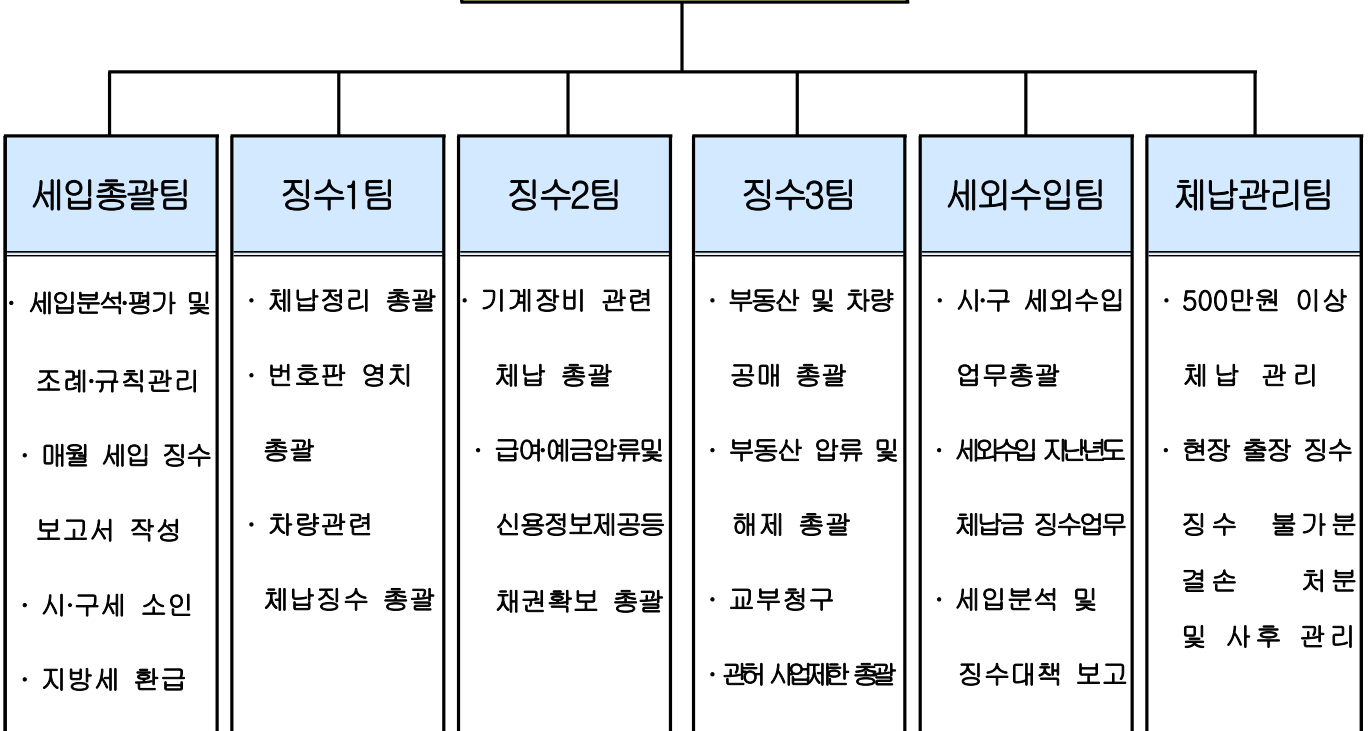 세입총괄팀
· 세입분석·평가 및
조례·규칙관리
· 매월 세입 징수
보고서 작성
· 시·구세 소인
· 지방세 환급
징수1팀
· 체납정리 총괄
· 번호판 영치
총괄
· 차량관련
체납징수 총괄
징수2팀
· 기계장비 관련
체납 총괄
· 급여·예금압류및
신용정보제공등
채권확보 총괄
징수3팀
· 부동산 및 차량
공매 총괄
· 부동산 압류 및
해제 총괄
· 교부청구
· 관허 사업제한 총괄
세외수입팀
· 시·구 세외수입
업무총괄
· 세외수입 지난년도
체납금 징수업무
· 세입분석 및
징수대책 보고
체납관리팀
· 500만원 이상
체납 관리
· 현장 출장 징수
징수 불가분
결손 처분
및 사후 관리